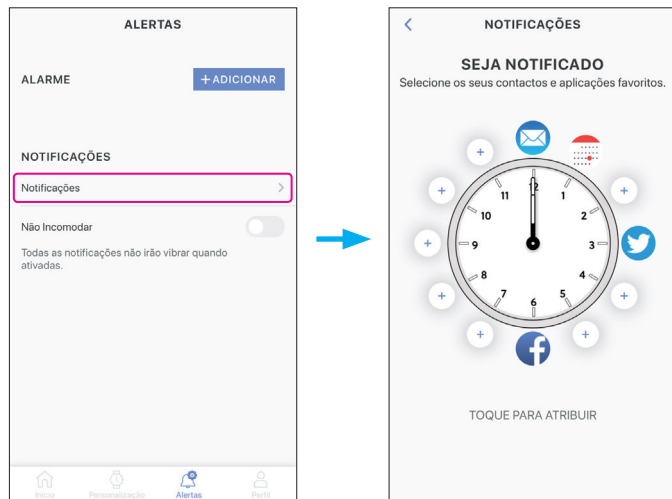 ALERTAS
ALARME
+ADICIONAR
NOTIFICAÇÕES
Notificações
Não Incomodar
Todas as notificações não irão vibrar quando
ativadas.
Início
Personalização
Alertas
Perfil
NOTIFICAÇÕES
SEJA NOTIFICADO
Selecione os seus contactos e aplicações favoritos.
12
1
2
3
4
5
6
7
8
9
10
11
TOQUE PARA ATRIBUIR